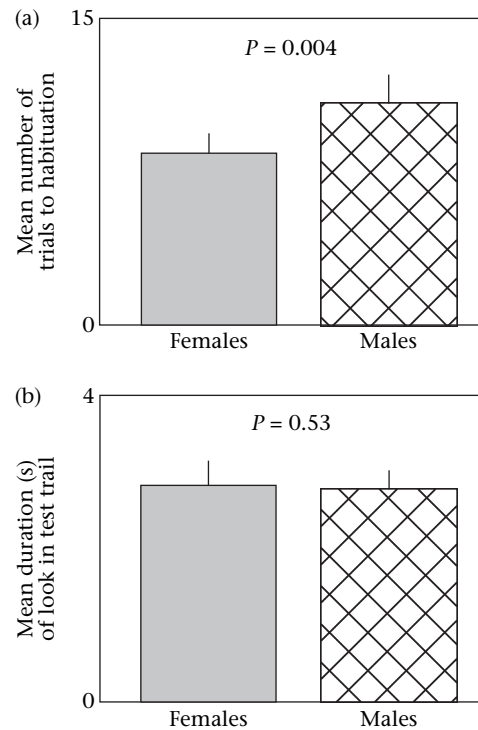 (a)
15
P = 0.004
Mean number of
trials to habituation
0
Females
Males
(b)
4
P = 0.53
Mean duration (s)
of look in test trail
0
Females
Males